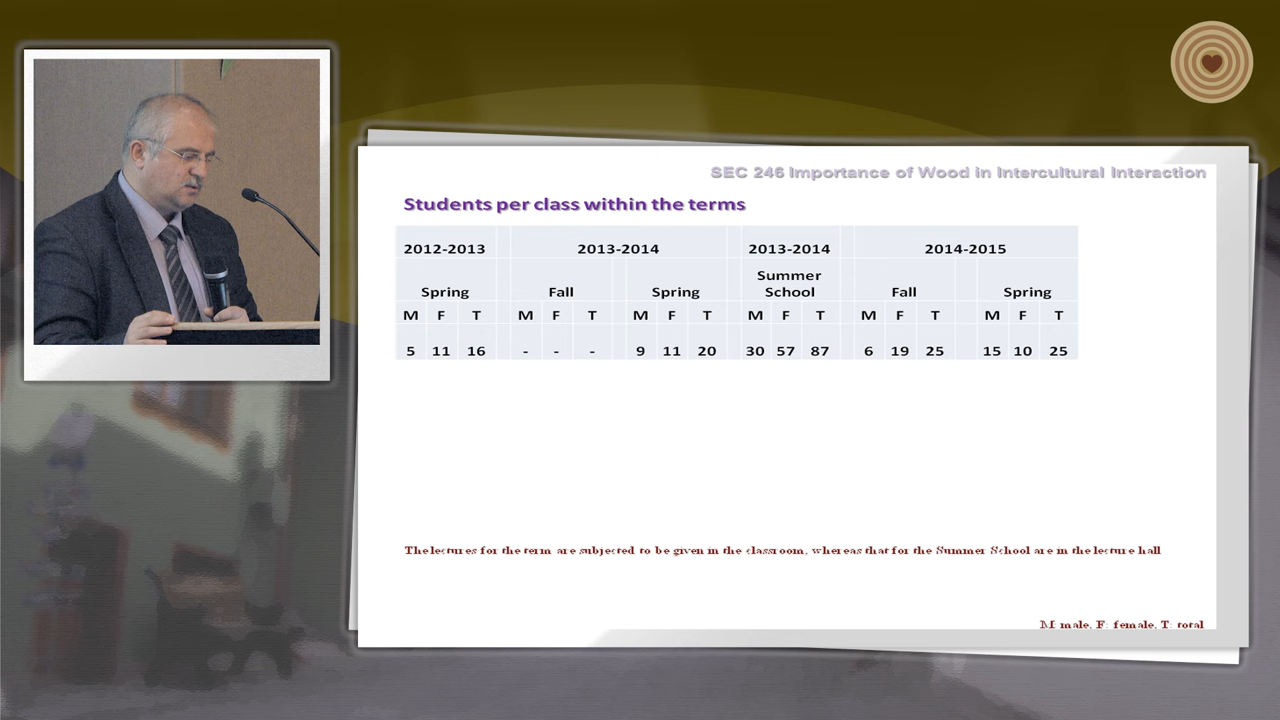 SEC 246 Importance of Wood in Intercultural Interaction
Students per class within the terms
2012-2013 2013-2014 2013-2014 2014-2015
Spring Fall Spring Summer School Fall Spring
M F T M F T M F T M F T M F T M F T
5 11 16 - - - 9 11 20 30 57 87 6 19 25 15 10 25
The lectures for the term are subjected to be given in the classroom, whereas that for the Summer School are in the lecture hall
M: male, F: female, T: total